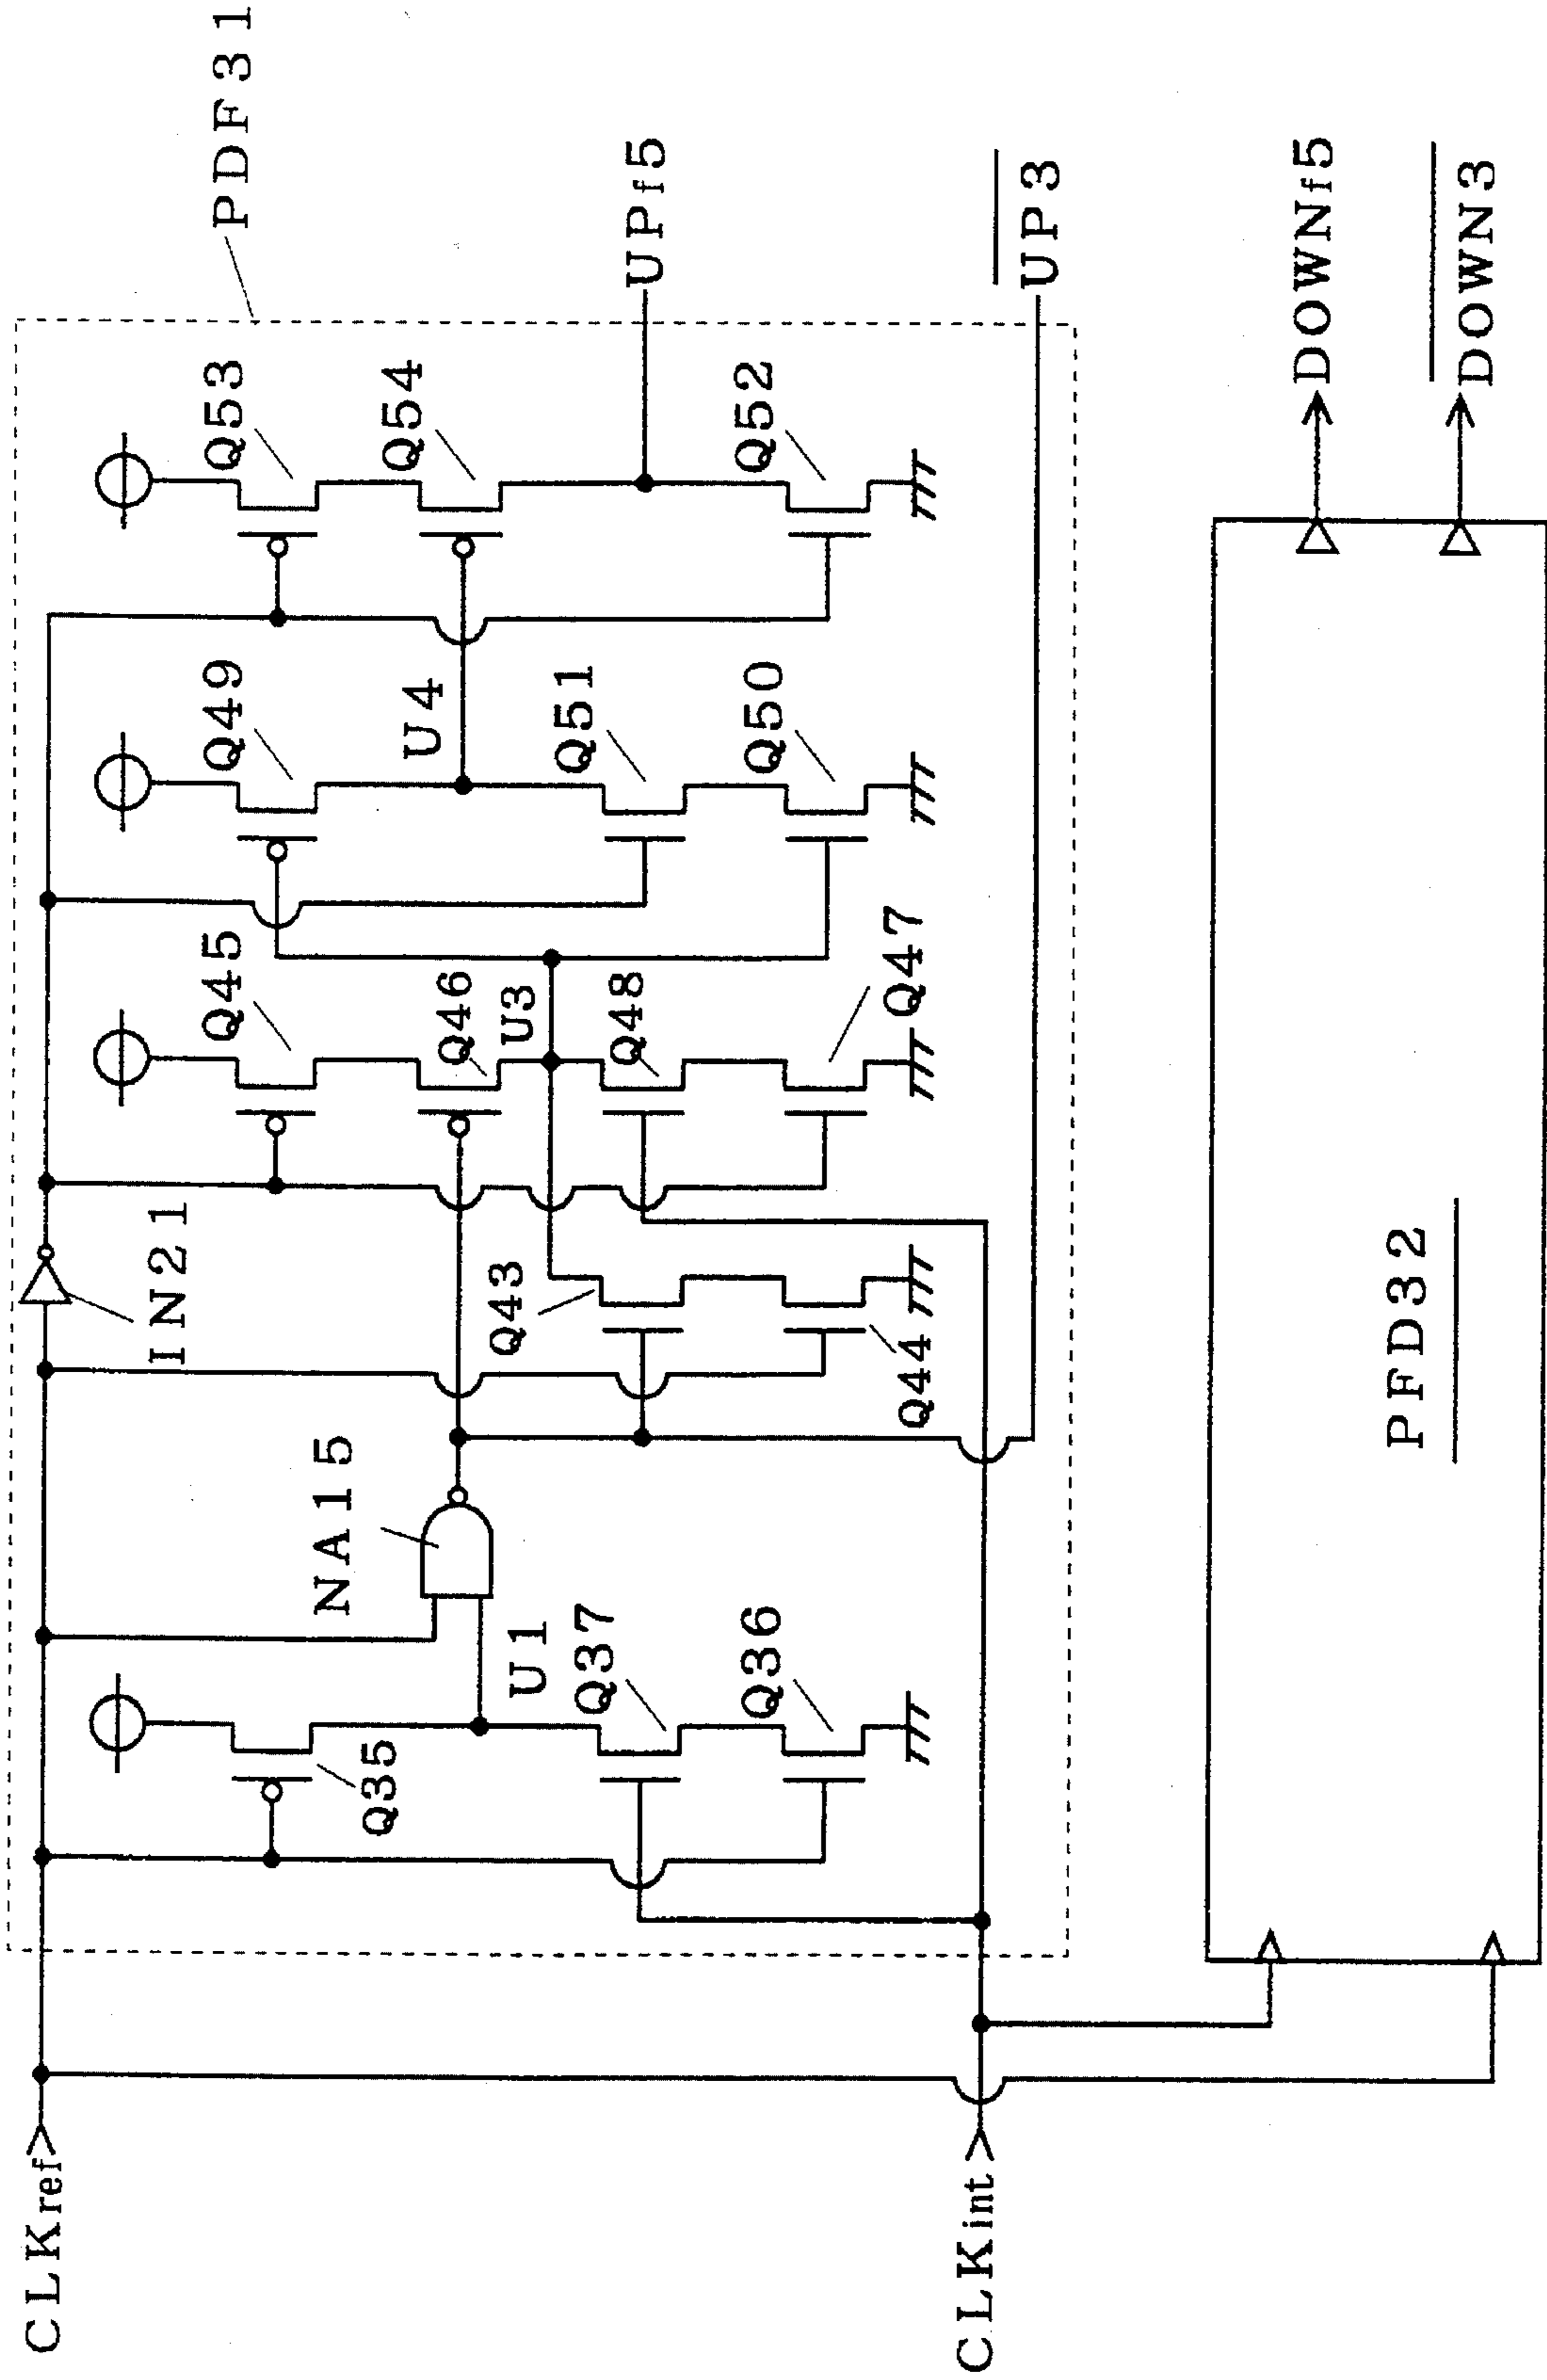 CLKref
CLKint
Q35
U1
Q37
Q36
NA15
IN21
Q43
Q44
Q45
Q46
U3
Q48
Q47
Q49
U4
Q51
Q50
Q53
Q54
Q52
PDF31
UPf5
UP3
PFD32
DOWNf5
DOWN3